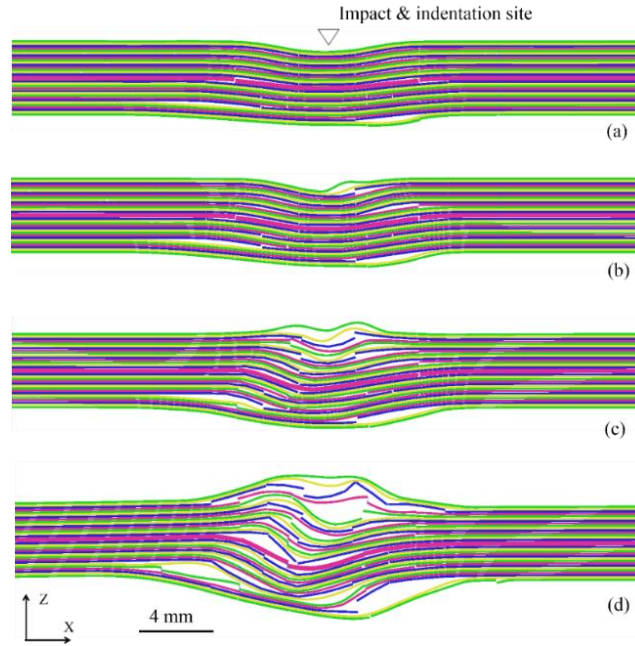 Impact & indentation site
(a)
(b)
(c)
Z
X
4 mm
(d)